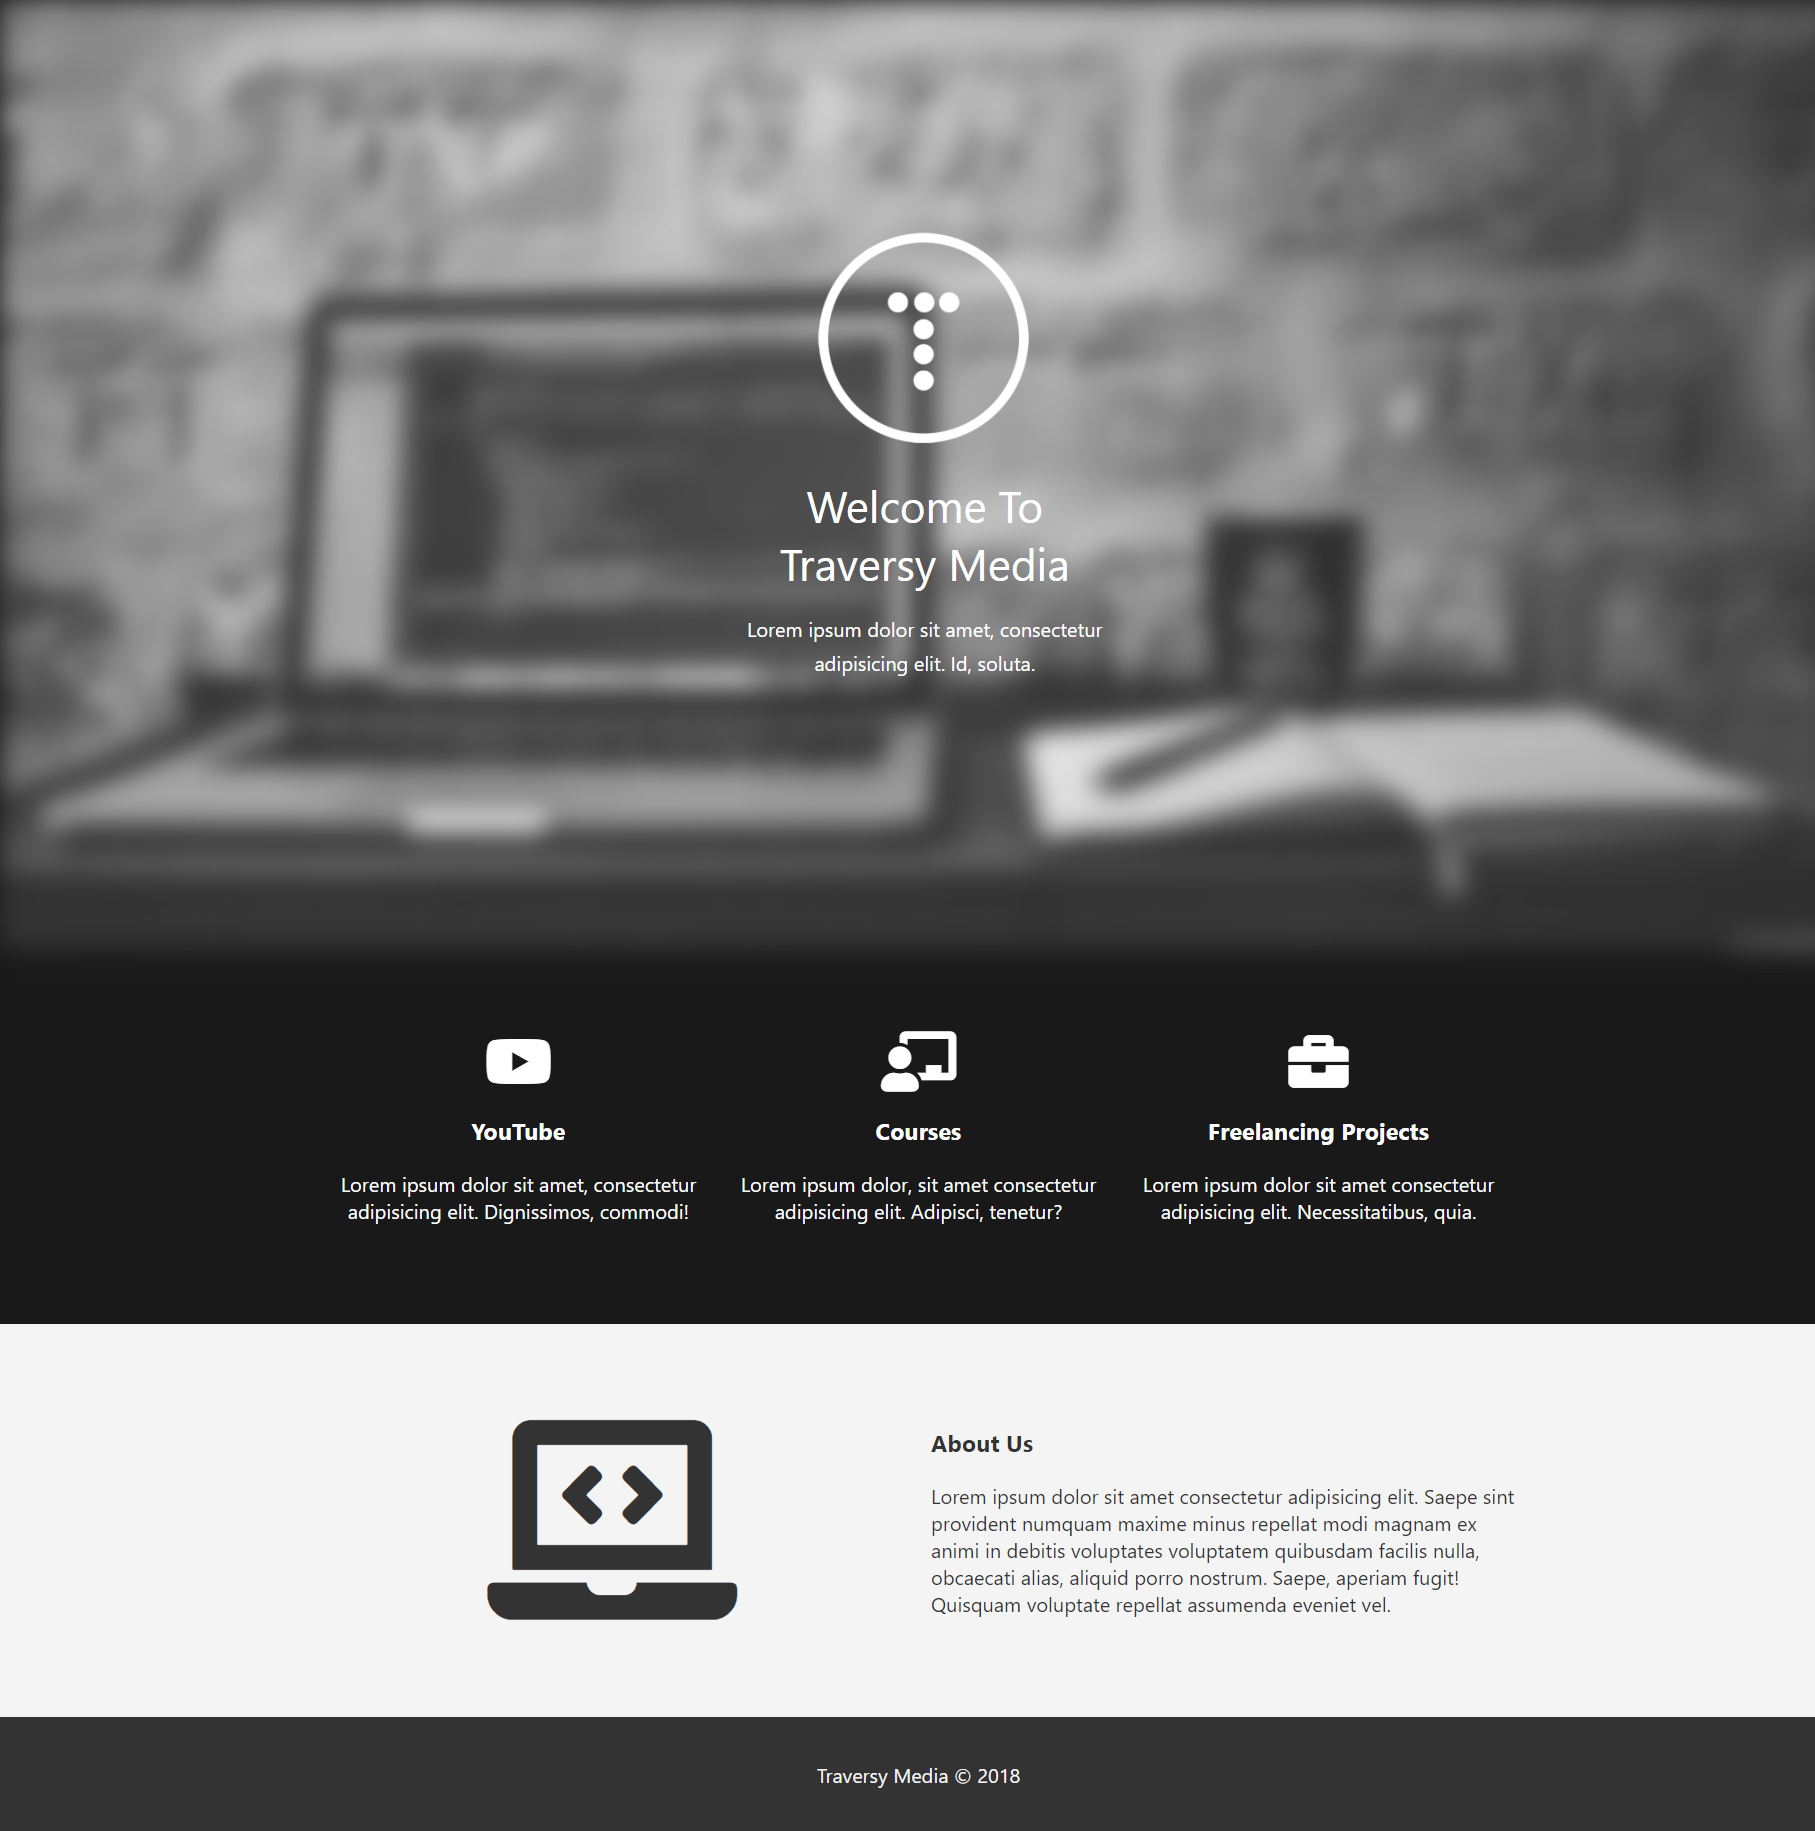 Welcome To
Traversy Media
Lorem ipsum dolor sit amet, consectetur
adipisicing elit. Id, soluta.
YouTube
Lorem ipsum dolor sit amet, consectetur
adipisicing elit. Dignissimos, commodi!
Courses
Lorem ipsum dolor, sit amet consectetur
adipisicing elit. Adipisci, tenetur?
Freelancing Projects
Lorem ipsum dolor sit amet consectetur
adipisicing elit. Necessitatibus, quia.
About Us
Lorem ipsum dolor sit amet consectetur adipisicing elit. Saepe sint
provident numquam maxime minus repellat modi magnam ex
animi in debitis voluptates voluptatem quibusdam facilis nulla,
obcaecati alias, aliquid porro nostrum. Saepe, aperiam fugit!
Quisquam voluptate repellat assumenda eveniet vel.
Traversy Media © 2018